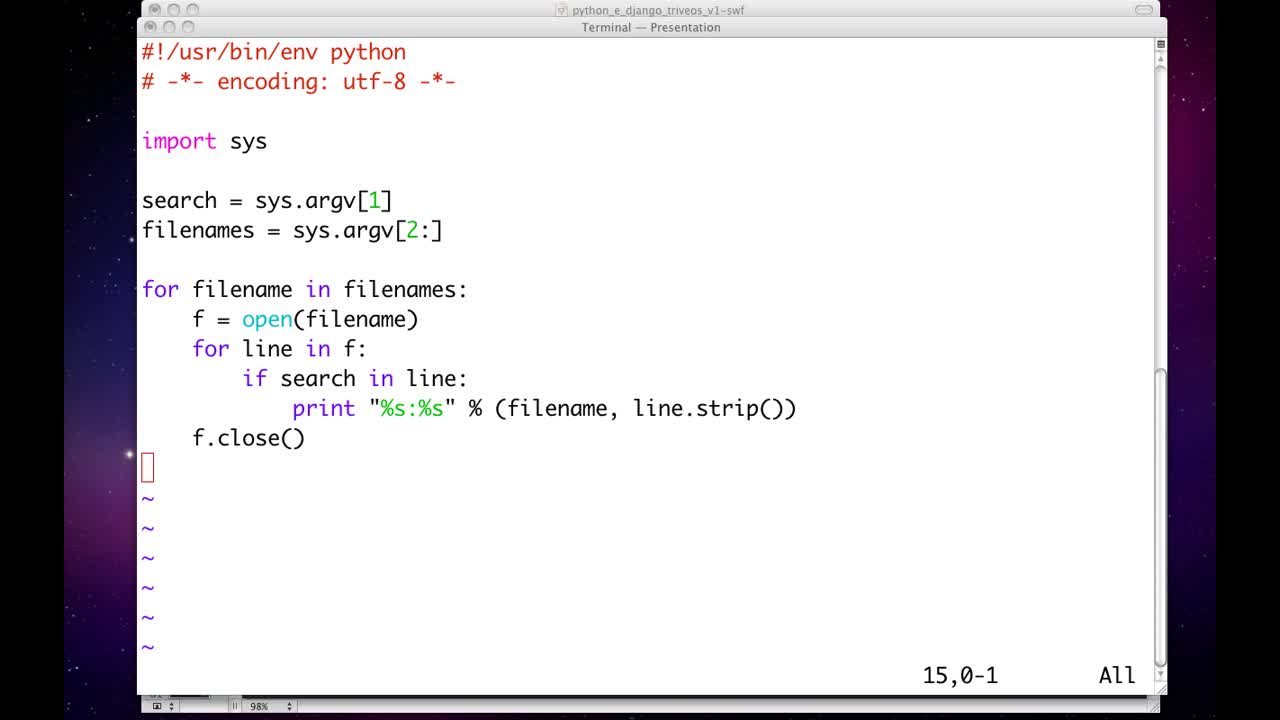 python_e_django_triveos_v1-swf
Terminal — Presentation
#!/usr/bin/env python
# -*- encoding: utf-8 -*-
import sys
search = sys.argv[1]
filenames = sys.argv[2:]
for filename in filenames:
    f = open(filename)
    for line in f:
        if search in line:
            print "%s:%s" % (filename, line.strip())
    f.close()
~
~
~
~
~
~
15,0-1 All
98%